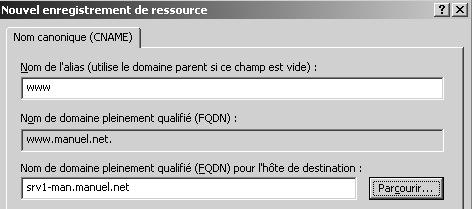 Nouvel enregistrement de ressource
Nom canonique (CNAME)
Nom de l'alias (utilise le domaine parent si ce champ est vide) :
www
Nom de domaine pleinement qualifié (FQDN) :
www.manuel.net.
Nom de domaine pleinement qualifié (FQDN) pour l'hôte de destination :
srv1-man.manuel.net
Parcourir...